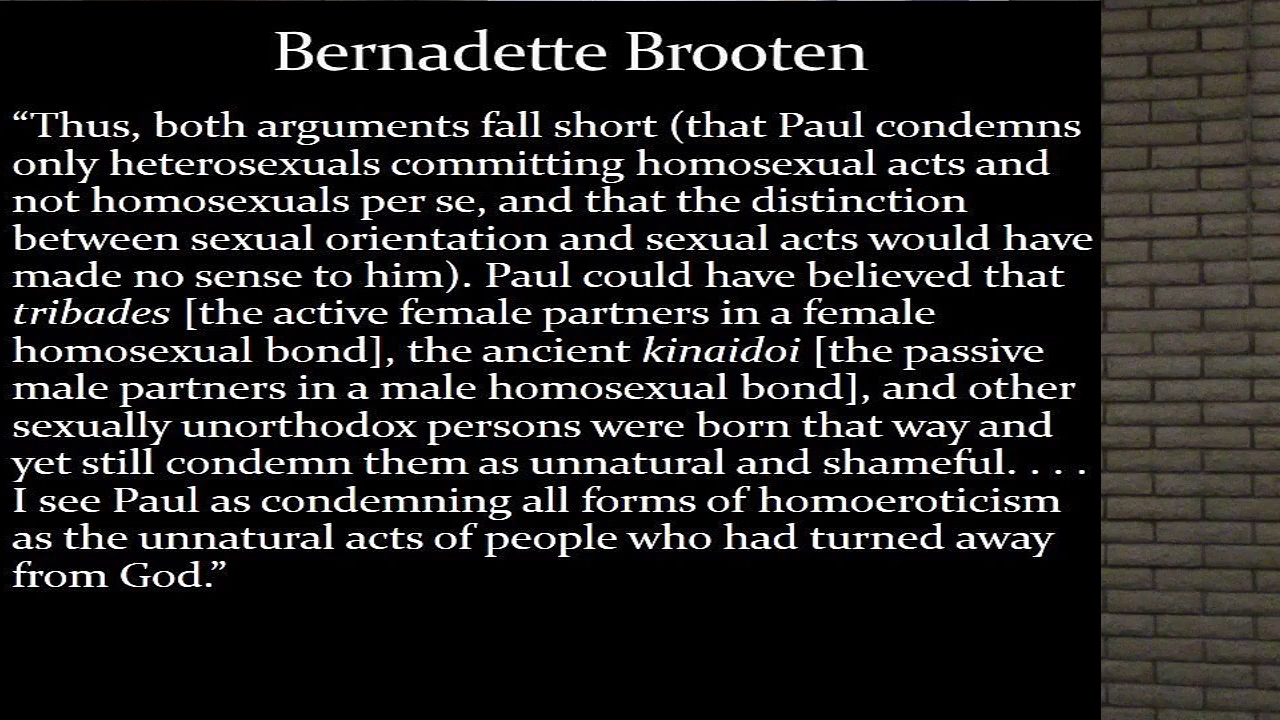 Bernadette Brooten
“Thus, both arguments fall short (that Paul condemns
only heterosexuals committing homosexual acts and
not homosexuals per se, and that the distinction
between sexual orientation and sexual acts would have
made no sense to him). Paul could have believed that
tribades [the active female partners in a female
homosexual bond], the ancient kinaidoi [the passive
male partners in a male homosexual bond], and other
sexually unorthodox persons were born that way and
yet still condemn them as unnatural and shameful. . . .
I see Paul as condemning all forms of homoeroticism
as the unnatural acts of people who had turned away
from God.”